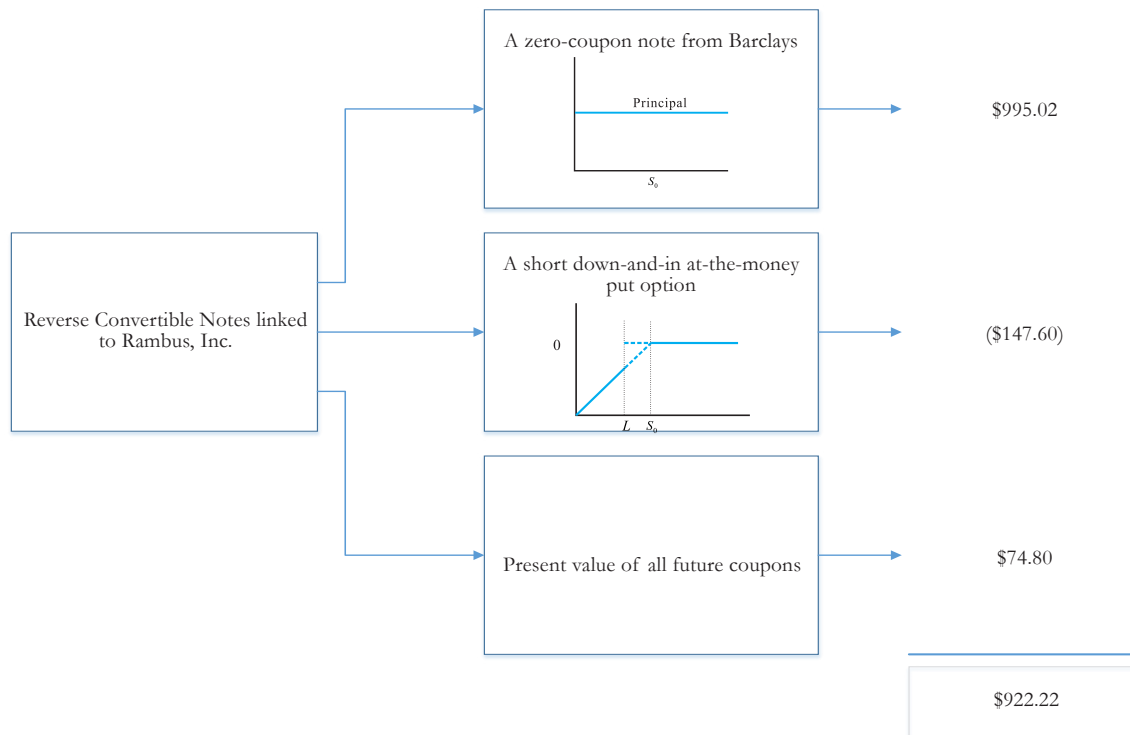 A zero-coupon note from Barclays
Principal
S₀
$995.02
Reverse Convertible Notes linked
to Rambus, Inc.
A short down-and-in at-the-money
put option
0
L S₀
($147.60)
Present value of all future coupons
$74.80
$922.22